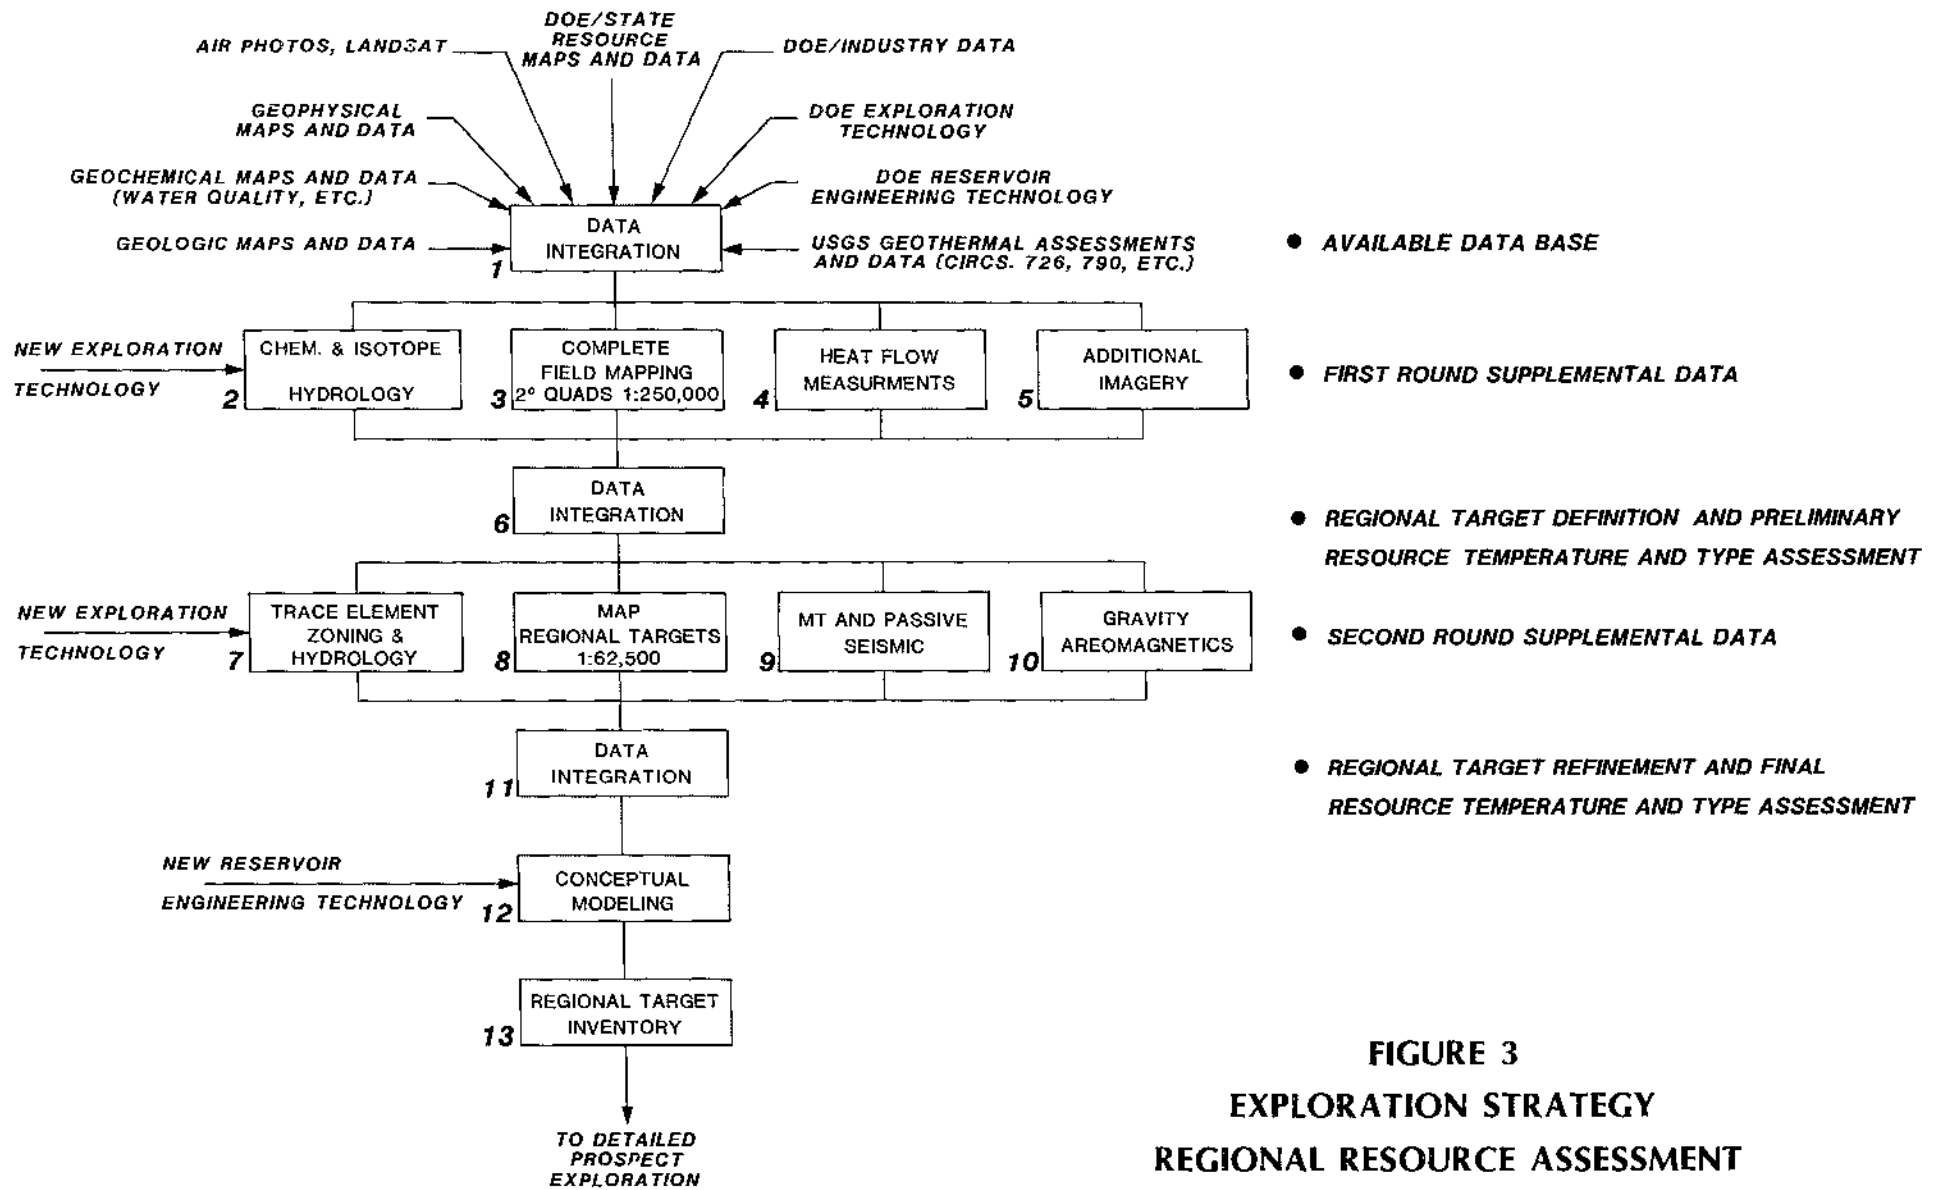 DOE/STATE
RESOURCE
MAPS AND DATA
AIR PHOTOS, LANDSAT
DOE/INDUSTRY DATA
GEOPHYSICAL
MAPS AND DATA
DOE EXPLORATION
TECHNOLOGY
GEOCHEMICAL MAPS AND DATA
(WATER QUALITY, ETC.)
DOE RESERVOIR
ENGINEERING TECHNOLOGY
GEOLOGIC MAPS AND DATA
USGS GEOTHERMAL ASSESSMENTS
AND DATA (CIRCS. 726, 790, ETC.)
DATA
INTEGRATION
1
● AVAILABLE DATA BASE
NEW EXPLORATION
TECHNOLOGY
CHEM. & ISOTOPE
HYDROLOGY
2
COMPLETE
FIELD MAPPING
2° QUADS 1:250,000
3
HEAT FLOW
MEASURMENTS
4
ADDITIONAL
IMAGERY
5
● FIRST ROUND SUPPLEMENTAL DATA
DATA
INTEGRATION
6
● REGIONAL TARGET DEFINITION AND PRELIMINARY
RESOURCE TEMPERATURE AND TYPE ASSESSMENT
NEW EXPLORATION
TECHNOLOGY
TRACE ELEMENT
ZONING &
HYDROLOGY
7
MAP
REGIONAL TARGETS
1:62,500
8
MT AND PASSIVE
SEISMIC
9
GRAVITY
AREOMAGNETICS
10
● SECOND ROUND SUPPLEMENTAL DATA
DATA
INTEGRATION
11
● REGIONAL TARGET REFINEMENT AND FINAL
RESOURCE TEMPERATURE AND TYPE ASSESSMENT
NEW RESERVOIR
ENGINEERING TECHNOLOGY
CONCEPTUAL
MODELING
12
REGIONAL TARGET
INVENTORY
13
TO DETAILED
PROSPECT
EXPLORATION
FIGURE 3
EXPLORATION STRATEGY
REGIONAL RESOURCE ASSESSMENT